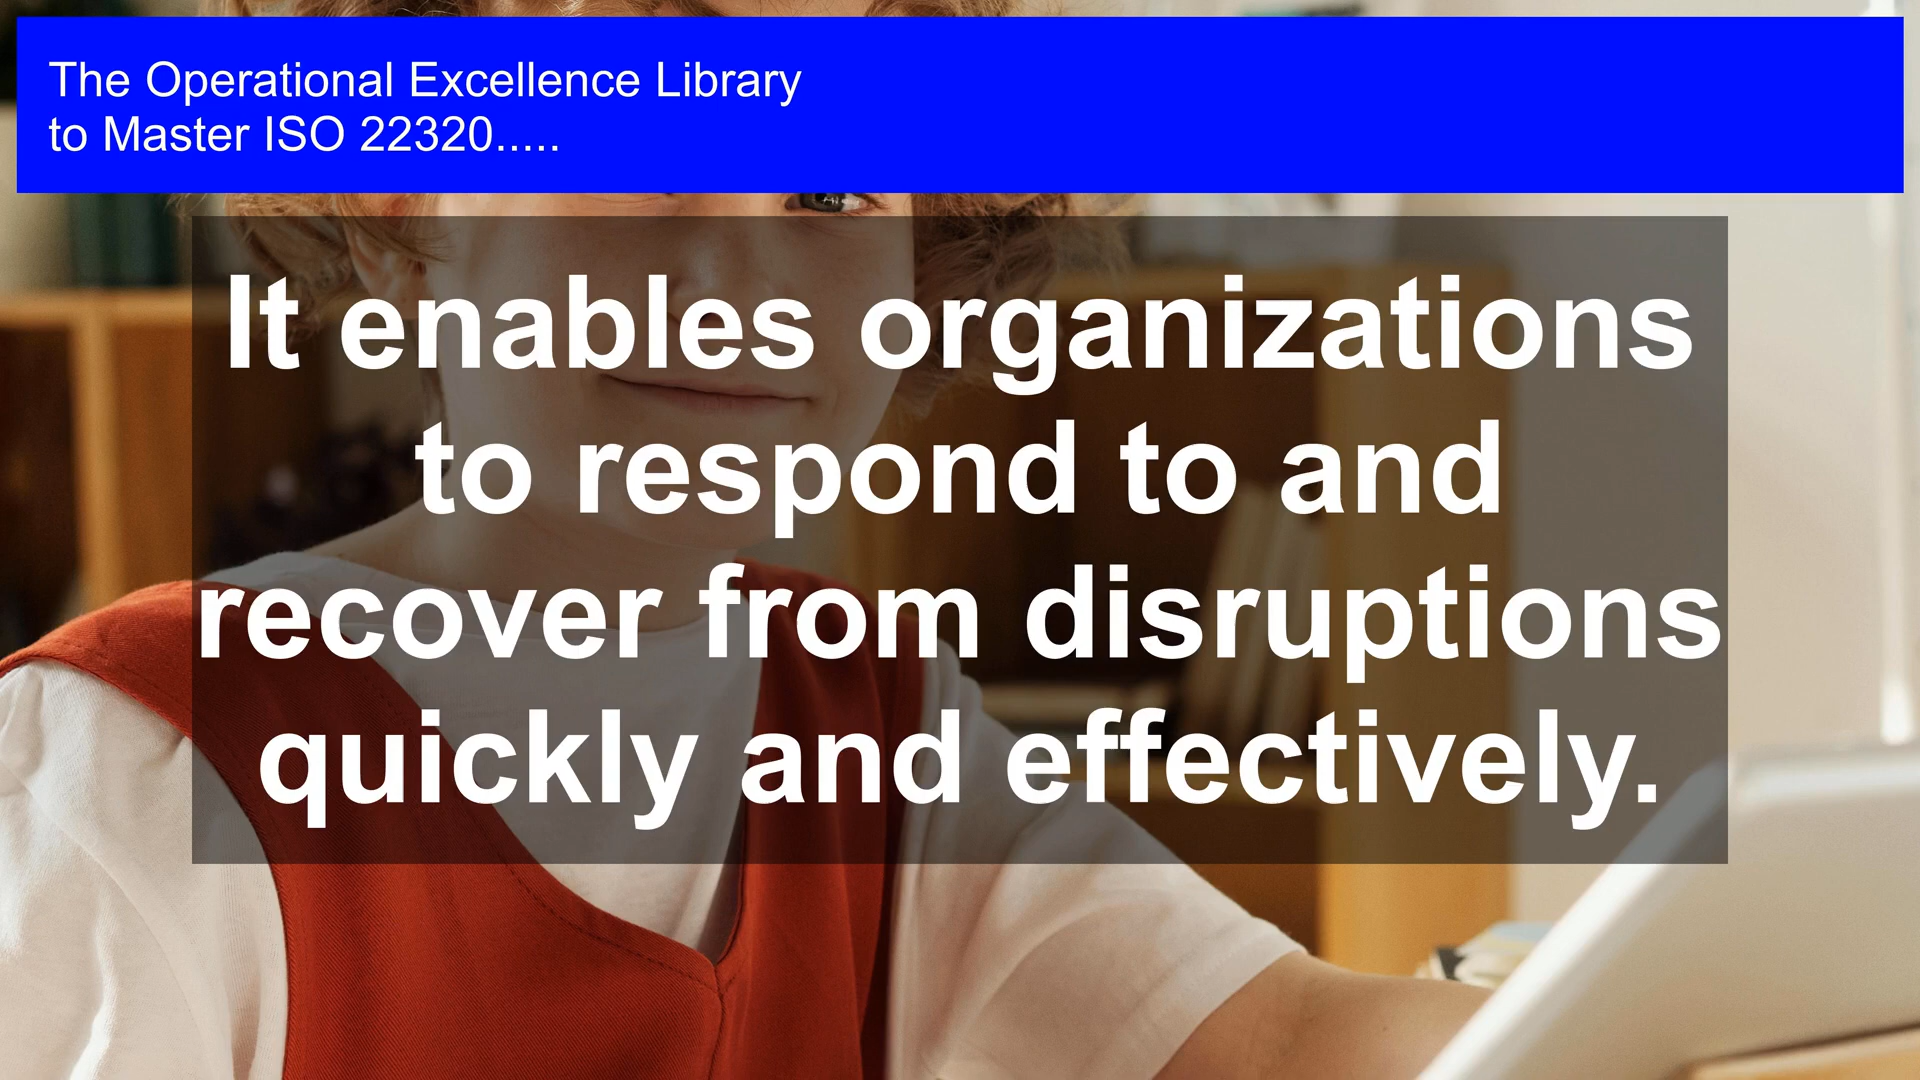 The Operational Excellence Library
to Master ISO 22320.....
It enables organizations
to respond to and
recover from disruptions
quickly and effectively.